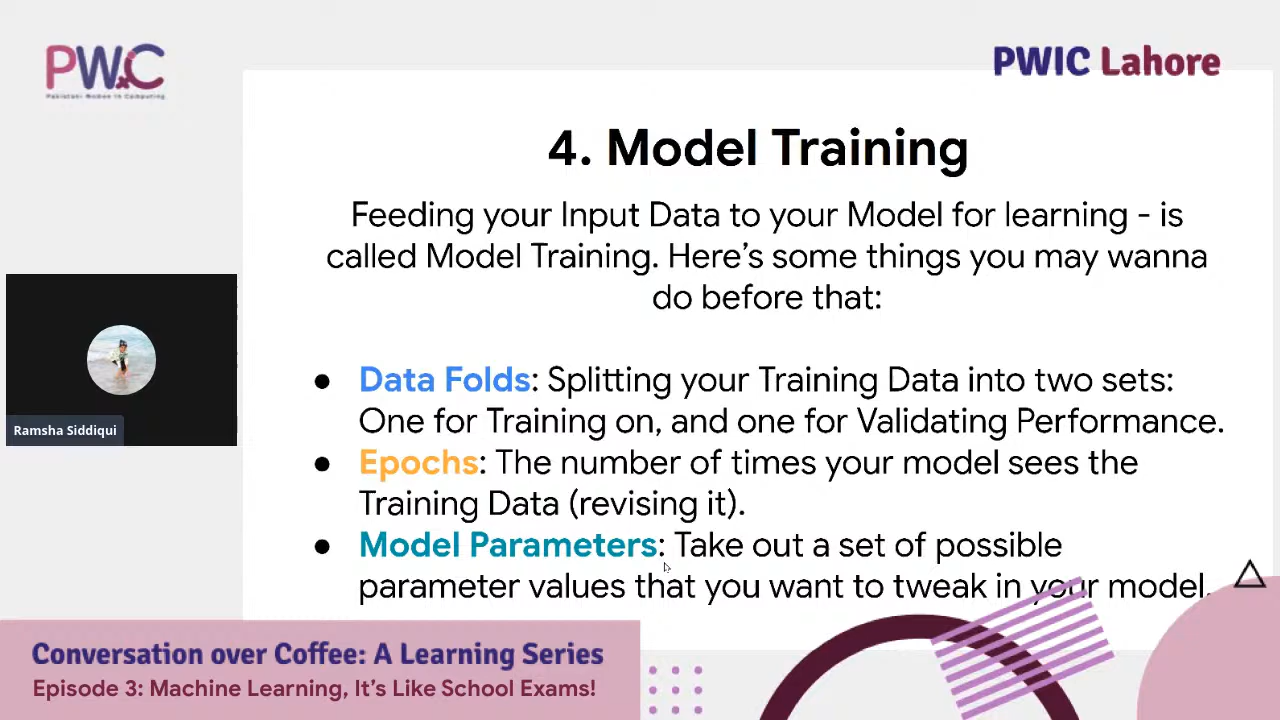 PWiC
Pakistani Women in Computing
PWIC Lahore
4. Model Training
Feeding your Input Data to your Model for learning - is
called Model Training. Here's some things you may wanna
do before that:
● Data Folds: Splitting your Training Data into two sets:
One for Training on, and one for Validating Performance.
● Epochs: The number of times your model sees the
Training Data (revising it).
● Model Parameters: Take out a set of possible
parameter values that you want to tweak in your model.
Ramsha Siddiqui
Conversation over Coffee: A Learning Series
Episode 3: Machine Learning, It's Like School Exams!